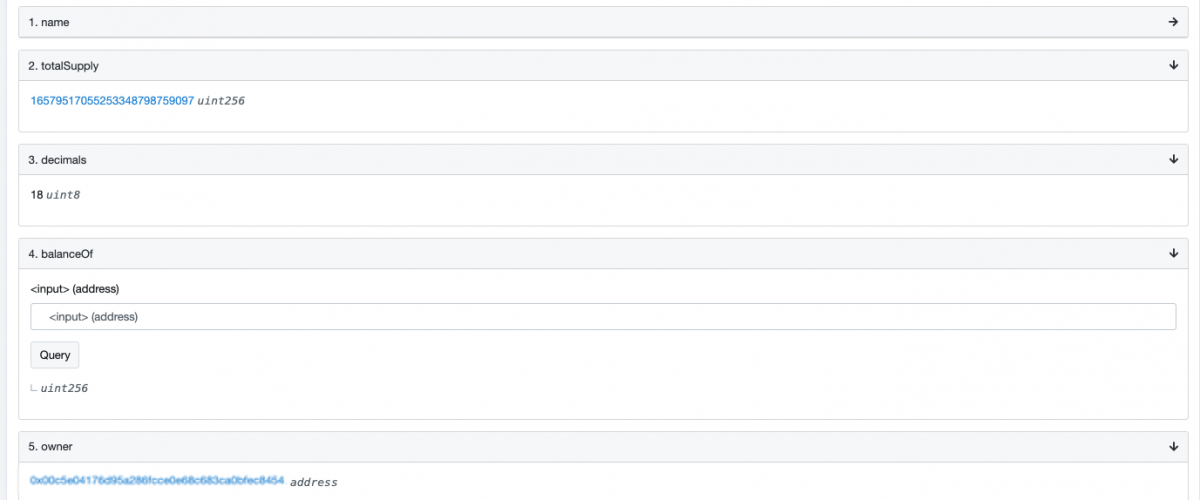 1. name
2. totalSupply
16579517055253348798759097 uint256
3. decimals
18 uint8
4. balanceOf
<input> (address)
<input> (address)
Query
uint256
5. owner
0x00c5e04176d95a286fcce0e68c683ca0bfec8454 address